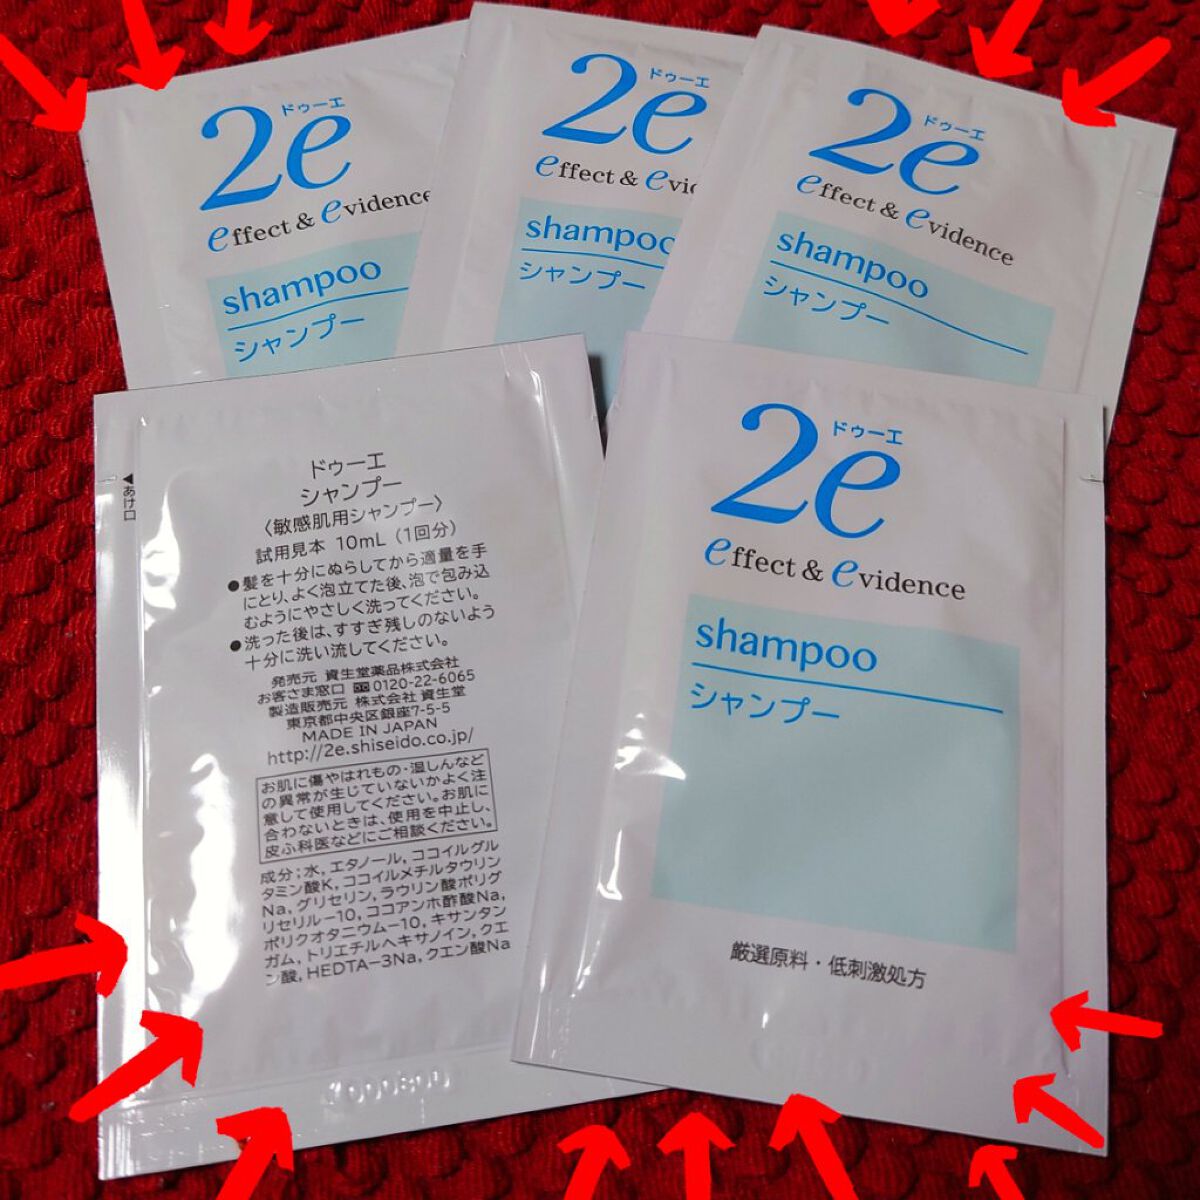 ドゥーエ
2e
effect & evidence
shampoo
シャンプー
ドゥーエ
2e
effect & evi
shampoo
シャンプー
ドゥーエ
2e
effect & evidence
shampoo
シャンプー
◀あけ口
ドゥーエ
シャンプー
〈敏感肌用シャンプー〉
試用見本 10mL (1回分)
●髪を十分にぬらしてから適量を手
にとり、よく泡立てた後、泡で包み込
むようにやさしく洗ってください。
●洗った後は、すすぎ残しのないよう
十分に洗い流してください。
発売元 資生堂薬品株式会社
お客さま窓口 0120-22-6065
製造販売元 株式会社 資生堂
東京都中央区銀座7-5-5
MADE IN JAPAN
http://2e.shiseido.co.jp/
お肌に傷やはれもの・湿しんなど
の異常が生じていないかよく注
意して使用してください。お肌に
合わないときは、使用を中止し、
皮ふ科医などにご相談ください。
成分；水，エタノール，ココイルグル
タミン酸K，ココイルメチルタウリン
Na，グリセリン，ラウリン酸ポリグ
リセリル-10，ココアンホ酢酸Na，
ポリクオタニウム-10，キサンタン
ガム，トリエチルヘキサノイン，クエ
ン酸，HEDTA-3Na，クエン酸Na
ドゥーエ
2e
effect & evidence
shampoo
シャンプー
厳選原料・低刺激処方